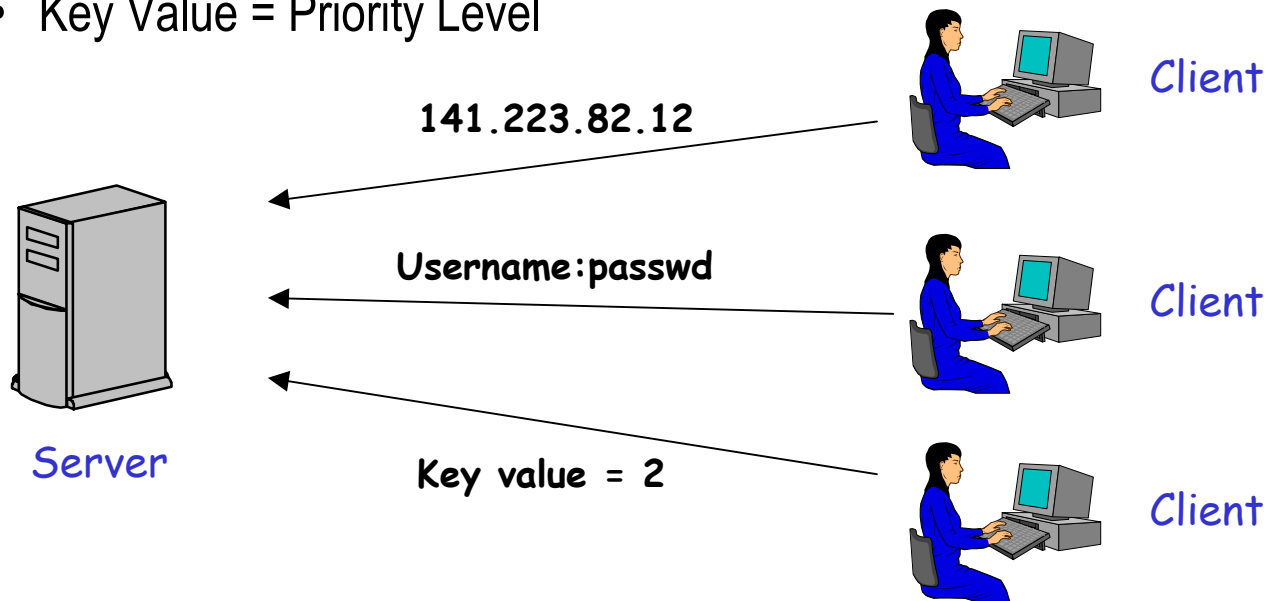 • Key Value = Priority Level
Client
141.223.82.12
Username:passwd
Client
Server
Key value = 2
Client